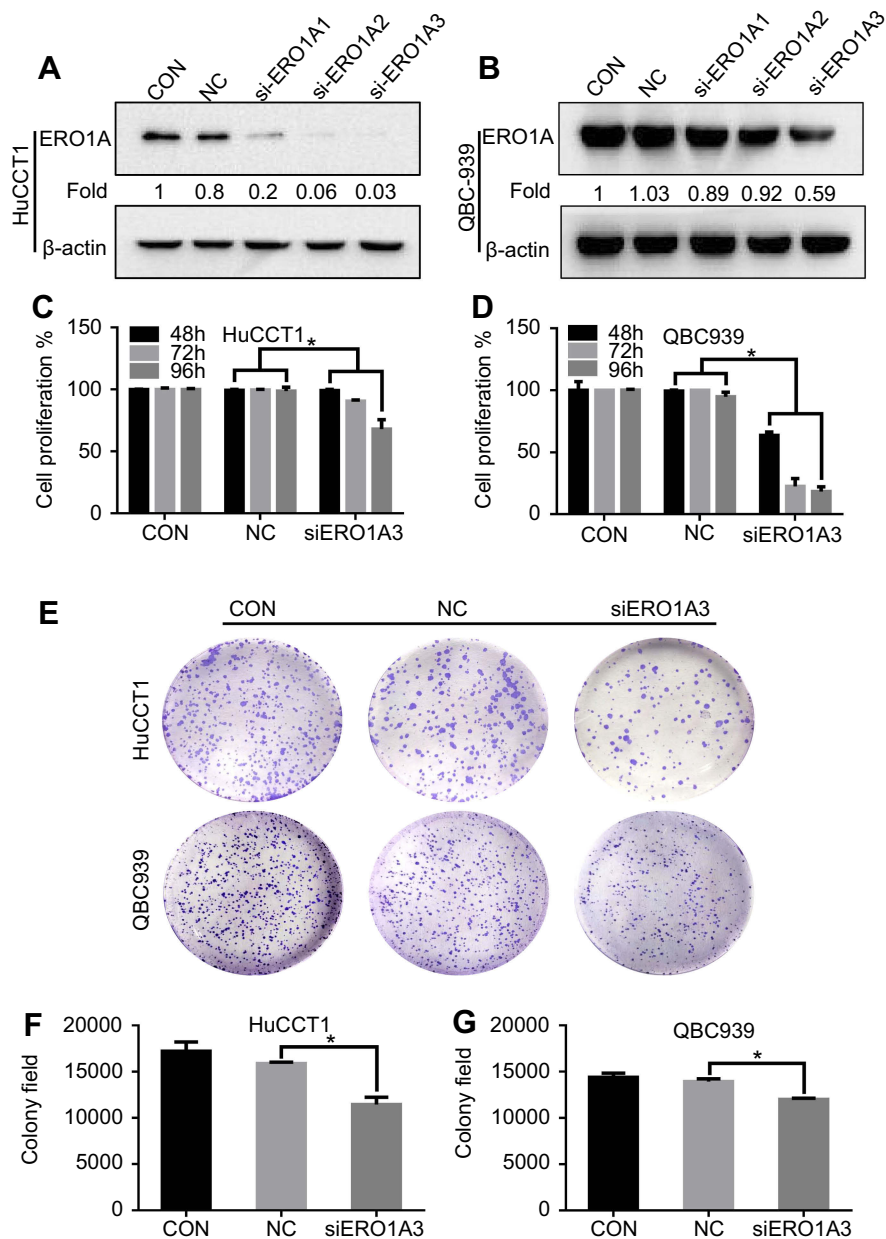 A
CON NC si-ERO1A1 si-ERO1A2 si-ERO1A3
HuCCT1
ERO1A
Fold 1 0.8 0.2 0.06 0.03
β-actin
B
CON NC si-ERO1A1 si-ERO1A2 si-ERO1A3
QBC-939
ERO1A
Fold 1 1.03 0.89 0.92 0.59
β-actin
C
HuCCT1
48h
72h
96h
*
Cell proliferation %
150
100
50
0
CON NC siERO1A3
D
QBC939
48h
72h
96h
*
Cell proliferation %
150
100
50
0
CON NC siERO1A3
E
CON NC siERO1A3
HuCCT1
QBC939
F
HuCCT1
*
Colony field
20000
15000
10000
5000
0
CON NC siERO1A3
G
QBC939
*
Colony field
20000
15000
10000
5000
0
CON NC siERO1A3